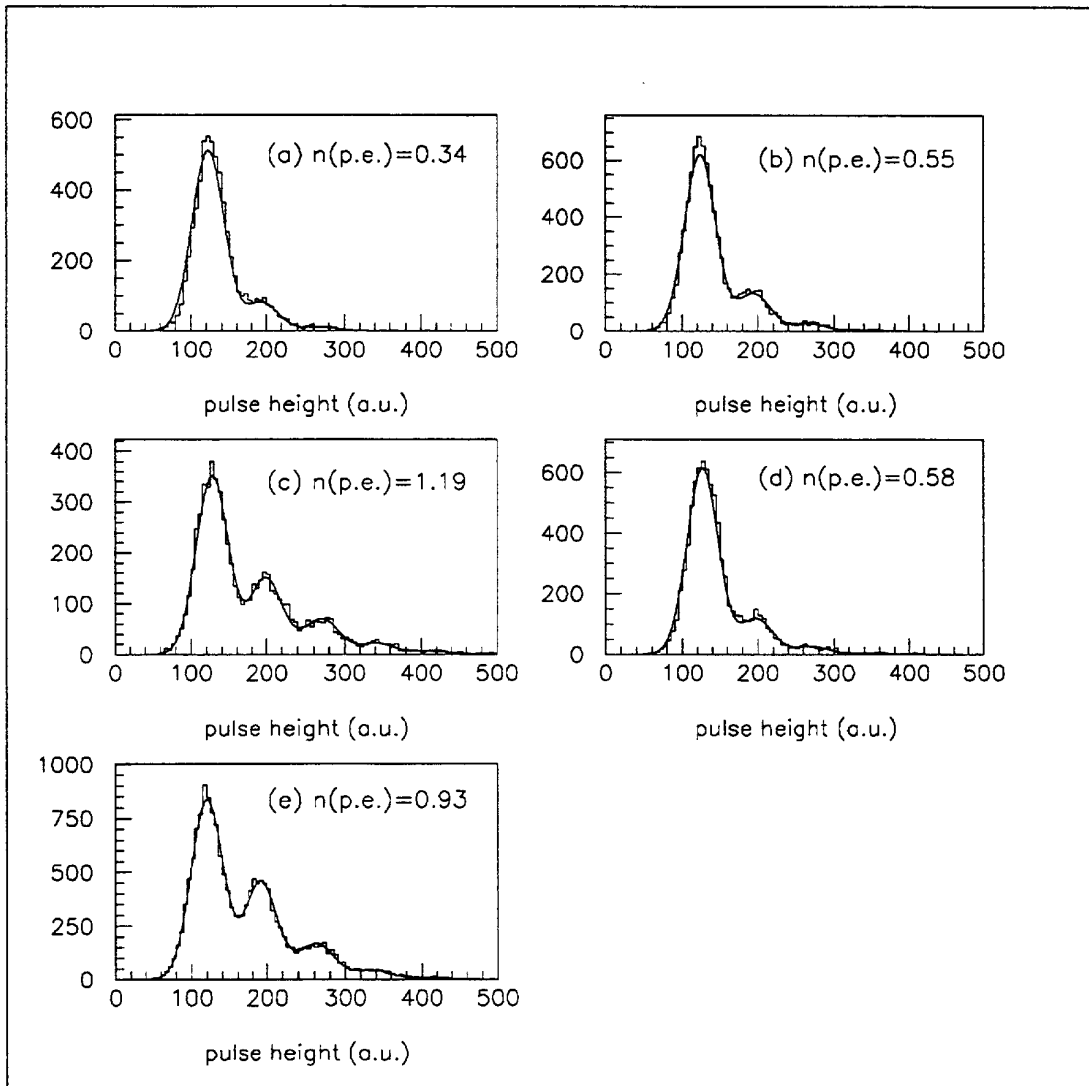 600
400
200
0
(a) n(p.e.)=0.34
0 100 200 300 400 500
pulse height (a.u.)
600
400
200
0
(b) n(p.e.)=0.55
0 100 200 300 400 500
pulse height (a.u.)
400
300
200
100
0
(c) n(p.e.)=1.19
0 100 200 300 400 500
pulse height (a.u.)
600
400
200
0
(d) n(p.e.)=0.58
0 100 200 300 400 500
pulse height (a.u.)
1000
750
500
250
0
(e) n(p.e.)=0.93
0 100 200 300 400 500
pulse height (a.u.)